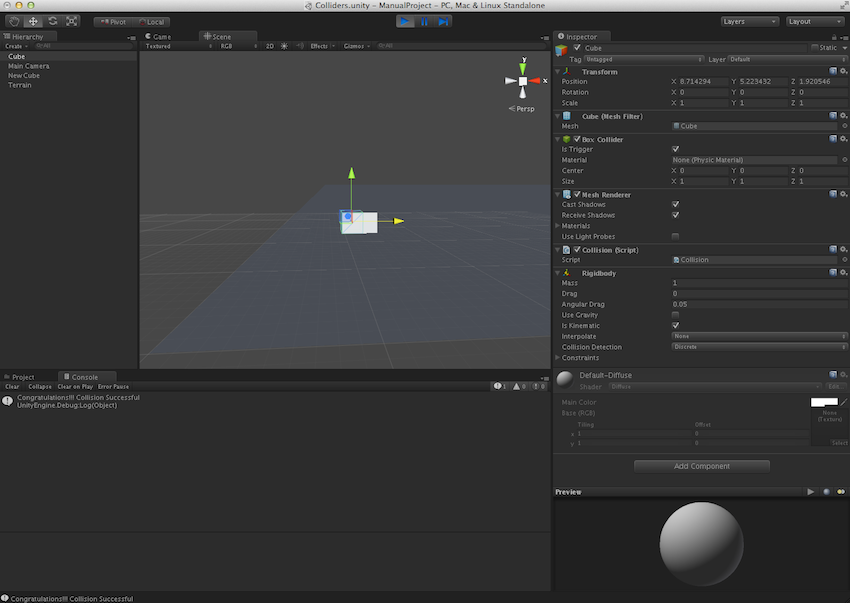 Colliders.unity – ManualProject – PC, Mac & Linux Standalone
Pivot Local Layers Layout
Hierarchy
Create All
Cube
Main Camera
New Cube
Terrain
Game Scene
Textured RGB 2D Effects Gizmos All
y
x
Persp
Inspector
Cube Static
Tag Untagged Layer Default
Transform
Position X 8.714294 Y 5.223432 Z 1.920546
Rotation X 0 Y 0 Z 0
Scale X 1 Y 1 Z 1
Cube (Mesh Filter)
Mesh Cube
Box Collider
Is Trigger
Material None (Physic Material)
Center X 0 Y 0 Z 0
Size X 1 Y 1 Z 1
Mesh Renderer
Cast Shadows
Receive Shadows
Materials
Use Light Probes
Collision (Script)
Script Collision
Rigidbody
Mass 1
Drag 0
Angular Drag 0.05
Use Gravity
Is Kinematic
Interpolate None
Collision Detection Discrete
Constraints
Default-Diffuse
Shader Diffuse Edit
Main Color
Base (RGB) None
(Texture)
Tiling Offset
x 1 0
y 1 0
Select
Add Component
Preview
Project Console
Clear Collapse Clear on Play Error Pause 1 0 0
Congratulations!!! Collision Successful
UnityEngine.Debug:Log(Object)
Congratulations!!! Collision Successful